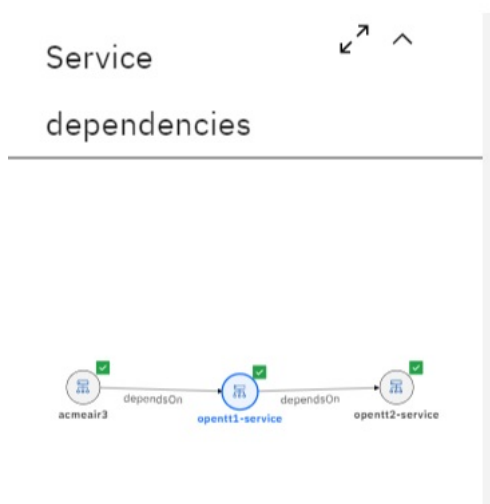 Service
dependencies
dependsOn
dependsOn
acmeair3
opentt1-service
opentt2-service